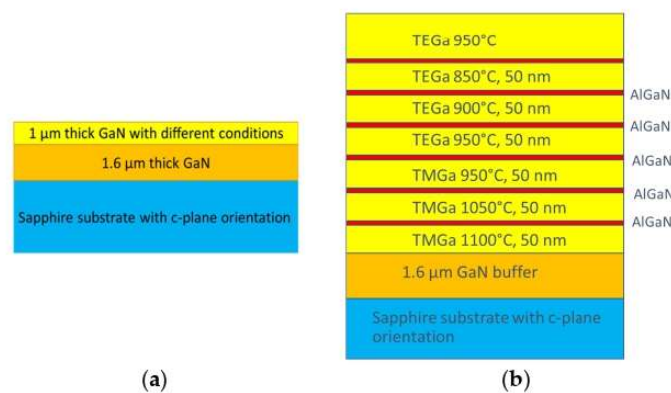 1 μm thick GaN with different conditions
1.6 μm thick GaN
Sapphire substrate with c-plane orientation
(a)
TEGa 950°C
TEGa 850°C, 50 nm
AlGaN
TEGa 900°C, 50 nm
AlGaN
TEGa 950°C, 50 nm
AlGaN
TMGa 950°C, 50 nm
AlGaN
TMGa 1050°C, 50 nm
AlGaN
TMGa 1100°C, 50 nm
1.6 μm GaN buffer
Sapphire substrate with c-plane
orientation
(b)